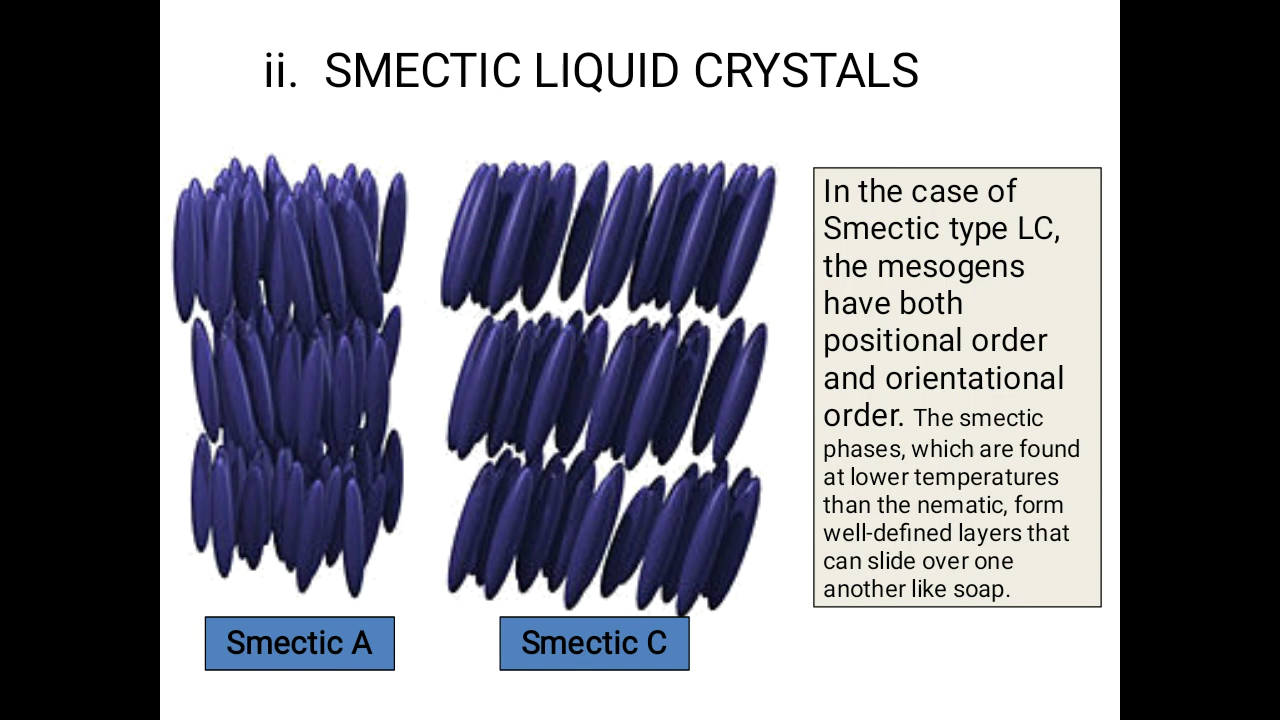 ii. SMECTIC LIQUID CRYSTALS
In the case of
Smectic type LC,
the mesogens
have both
positional order
and orientational
order. The smectic
phases, which are found
at lower temperatures
than the nematic, form
well-defined layers that
can slide over one
another like soap.
Smectic A
Smectic C